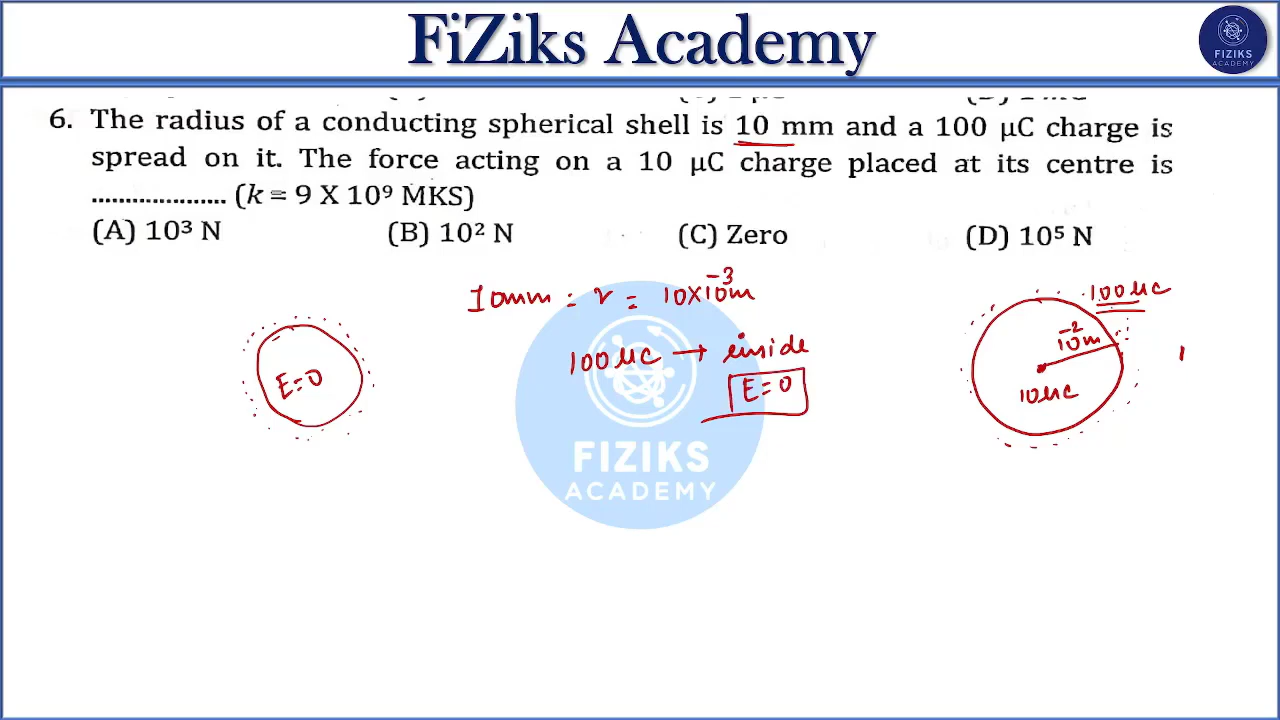 FiZiks Academy
FIZIKS
ACADEMY
6. The radius of a conducting spherical shell is 10 mm and a 100 μC charge is
spread on it. The force acting on a 10 μC charge placed at its centre is
..................... (k = 9 X 10⁹ MKS)
(A) 10³ N (B) 10² N (C) Zero (D) 10⁵ N
10mm = r = 10×10⁻³m
100μc
10⁻²m
100μc → inside
E=0
E=0
10μc
FIZIKS
ACADEMY